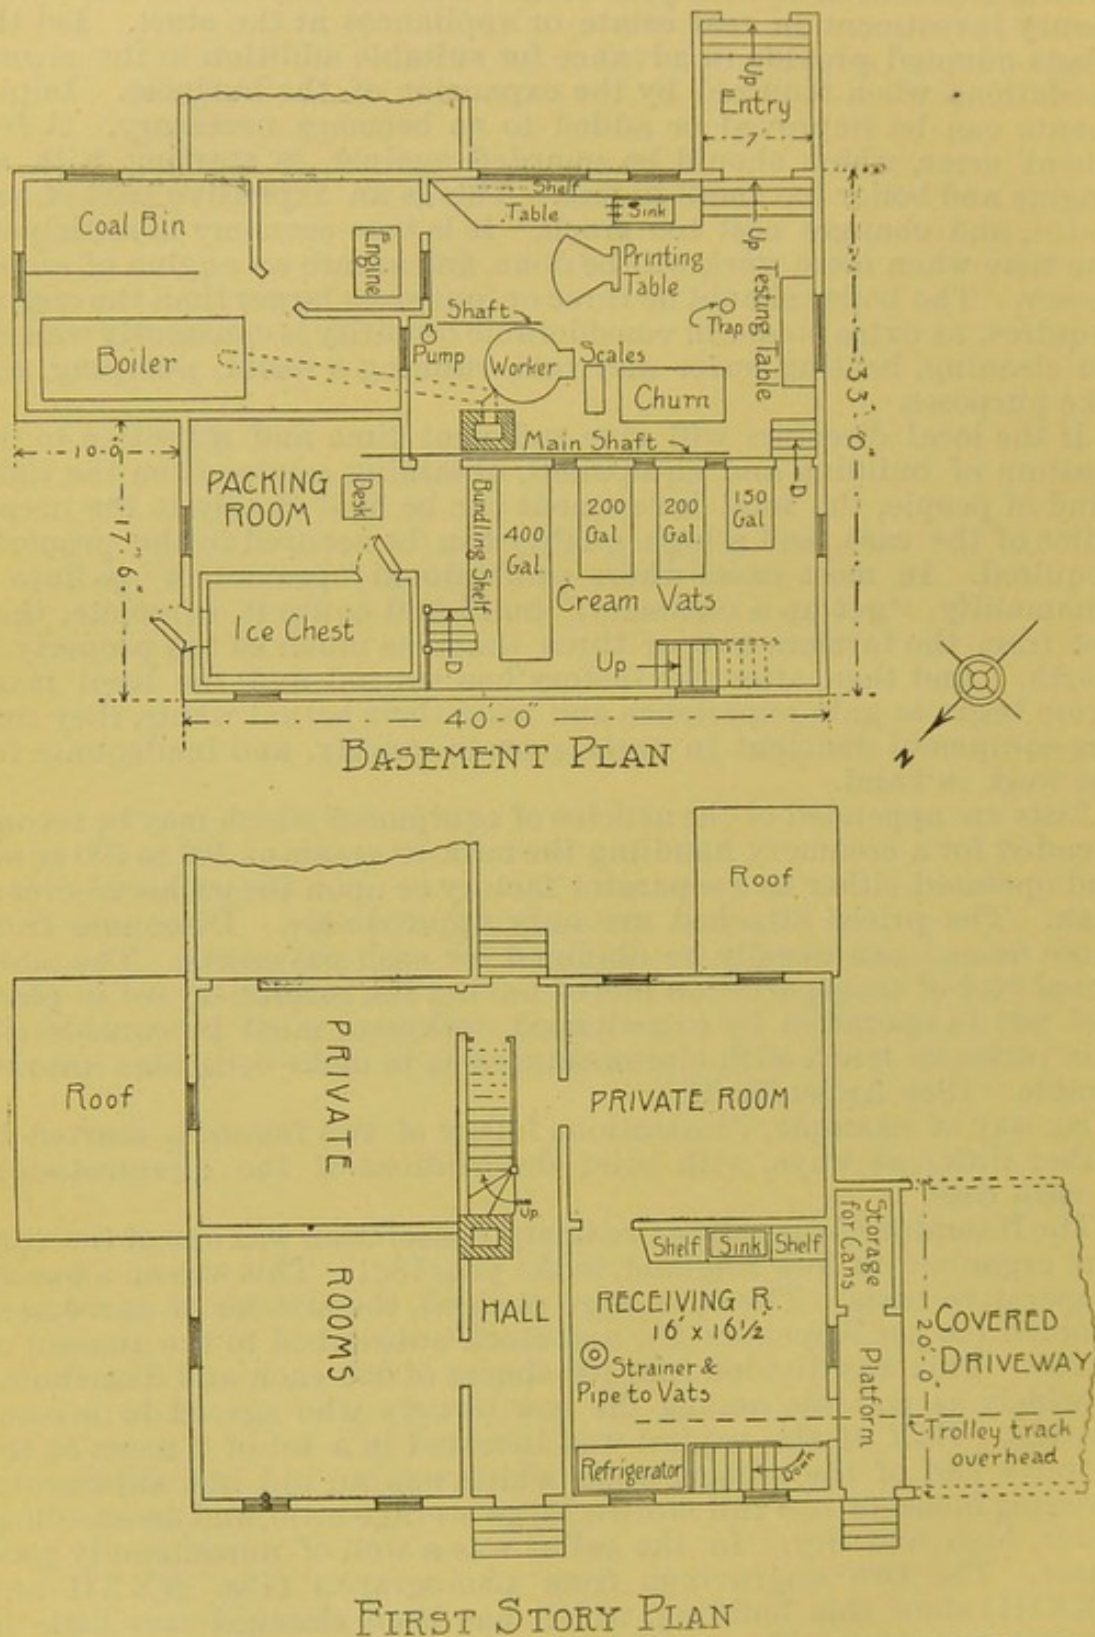 Up
Entry
7'
Shelf
Table
Sink
Coal Bin
Engine
Printing
Table
Up
Testing Table
Trap
Shaft
Pump
Worker
Scales
Churn
Boiler
33'-0"
Main Shaft
D
10-0
17'-6"
PACKING
ROOM
Desk
Bundling Shelf
400
Gal.
200
Gal.
200
Gal.
150
Gal
Cream Vats
Ice Chest
D
Up
40'-0"
N
BASEMENT PLAN
Roof
Roof
PRIVATE
ROOMS
PRIVATE ROOM
Up
HALL
Shelf
Sink
Shelf
Storage
for Cans
RECEIVING R.
16' x 16½
Strainer &
Pipe to Vats
Platform
20'-0"
COVERED
DRIVEWAY
Trolley track
overhead
Refrigerator
Down
FIRST STORY PLAN